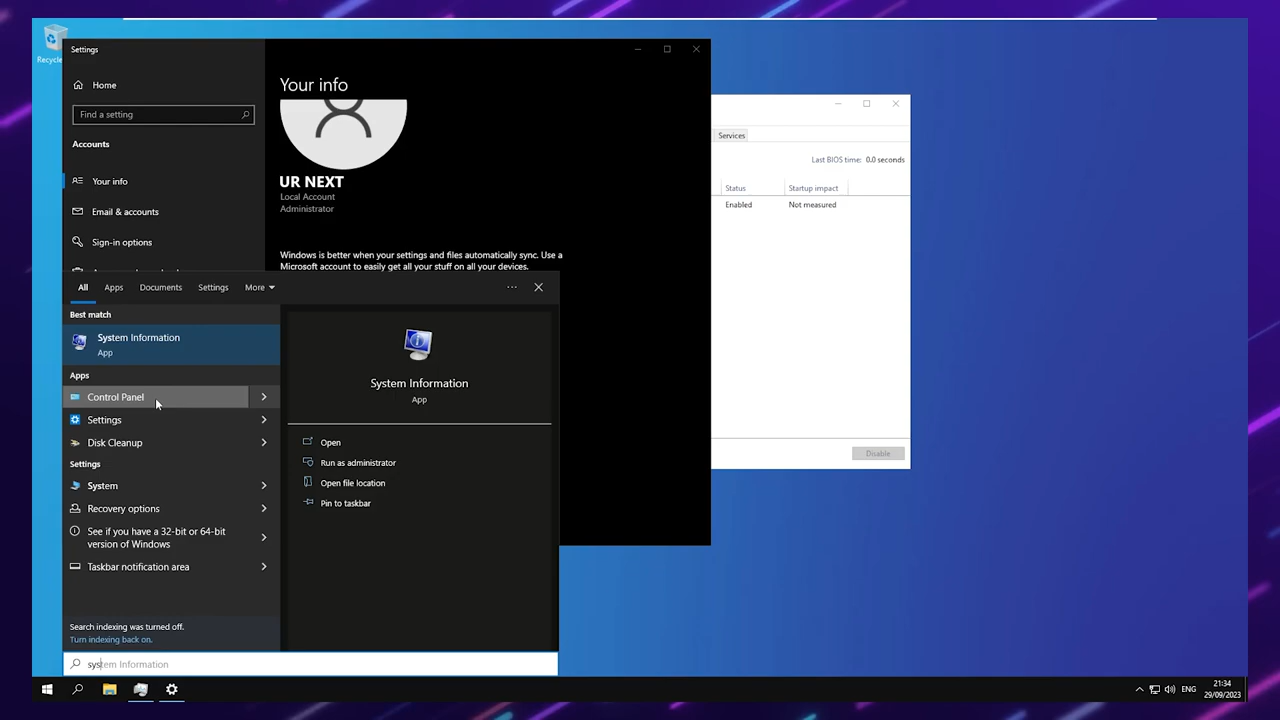 Recycle
Settings
Home
Find a setting
Accounts
Your info
Email & accounts
Sign-in options
Your info
UR NEXT
Local Account
Administrator
Windows is better when your settings and files automatically sync. Use a
Microsoft account to easily get all your stuff on all your devices.
Services
Last BIOS time: 0.0 seconds
Status Startup impact
Enabled Not measured
Disable
All Apps Documents Settings More
Best match
System Information
App
Apps
Control Panel
Settings
Disk Cleanup
Settings
System
Recovery options
See if you have a 32-bit or 64-bit
version of Windows
Taskbar notification area
Search indexing was turned off.
Turn indexing back on.
System Information
App
Open
Run as administrator
Open file location
Pin to taskbar
system Information
ENG
21:34
29/09/2023